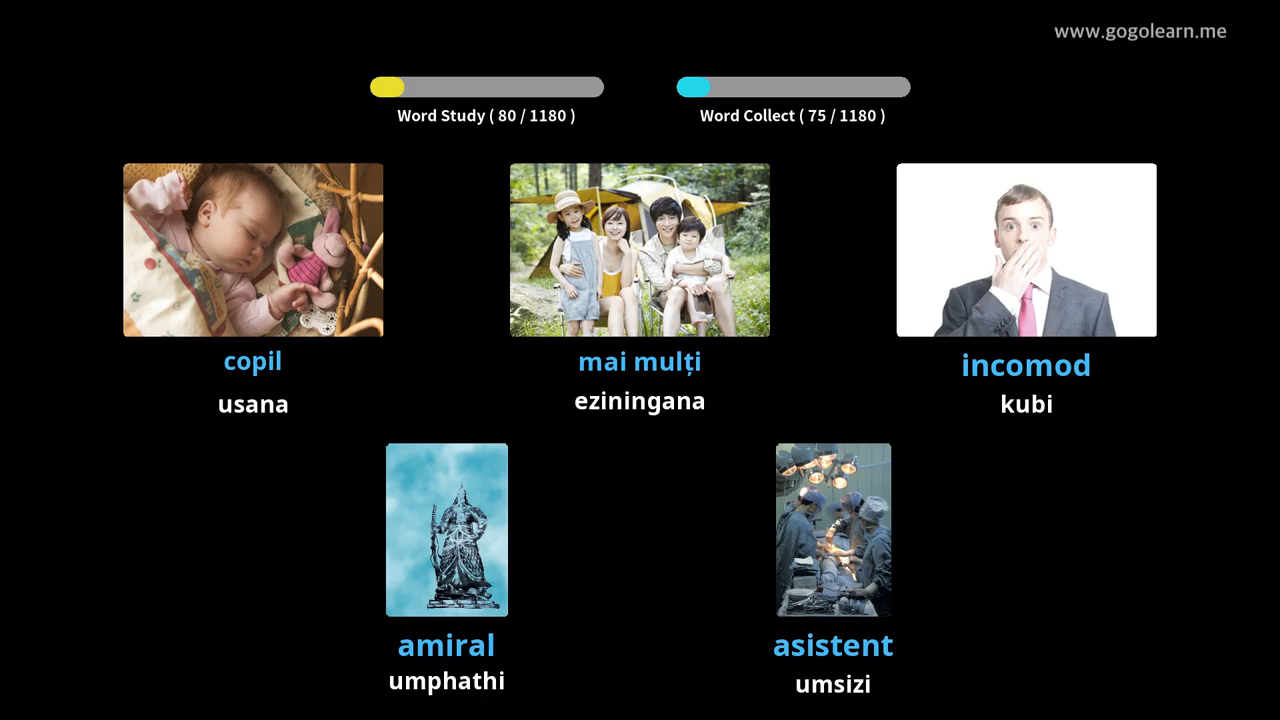 www.gogolearn.me
Word Study ( 80 / 1180 )
Word Collect ( 75 / 1180 )
copil
mai mulți
incomod
usana
eziningana
kubi
amiral
asistent
umphathi
umsizi